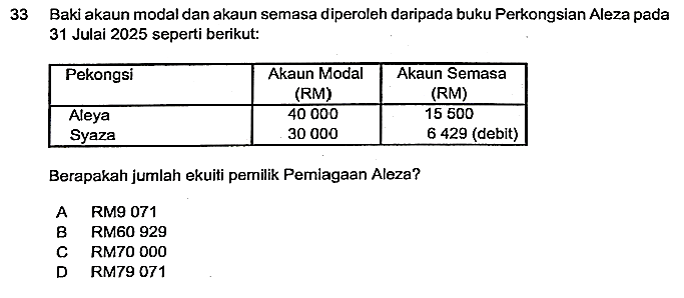 33 Baki akaun modal dan akaun semasa diperoleh daripada buku Perkongsian Aleza pada
31 Julai 2025 seperti berikut:
Pekongsi Akaun Modal Akaun Semasa
(RM) (RM)
Aleya 40 000 15 500
Syaza 30 000 6 429 (debit)
Berapakah jumlah ekuiti pemilik Perniagaan Aleza?
A RM9 071
B RM60 929
C RM70 000
D RM79 071